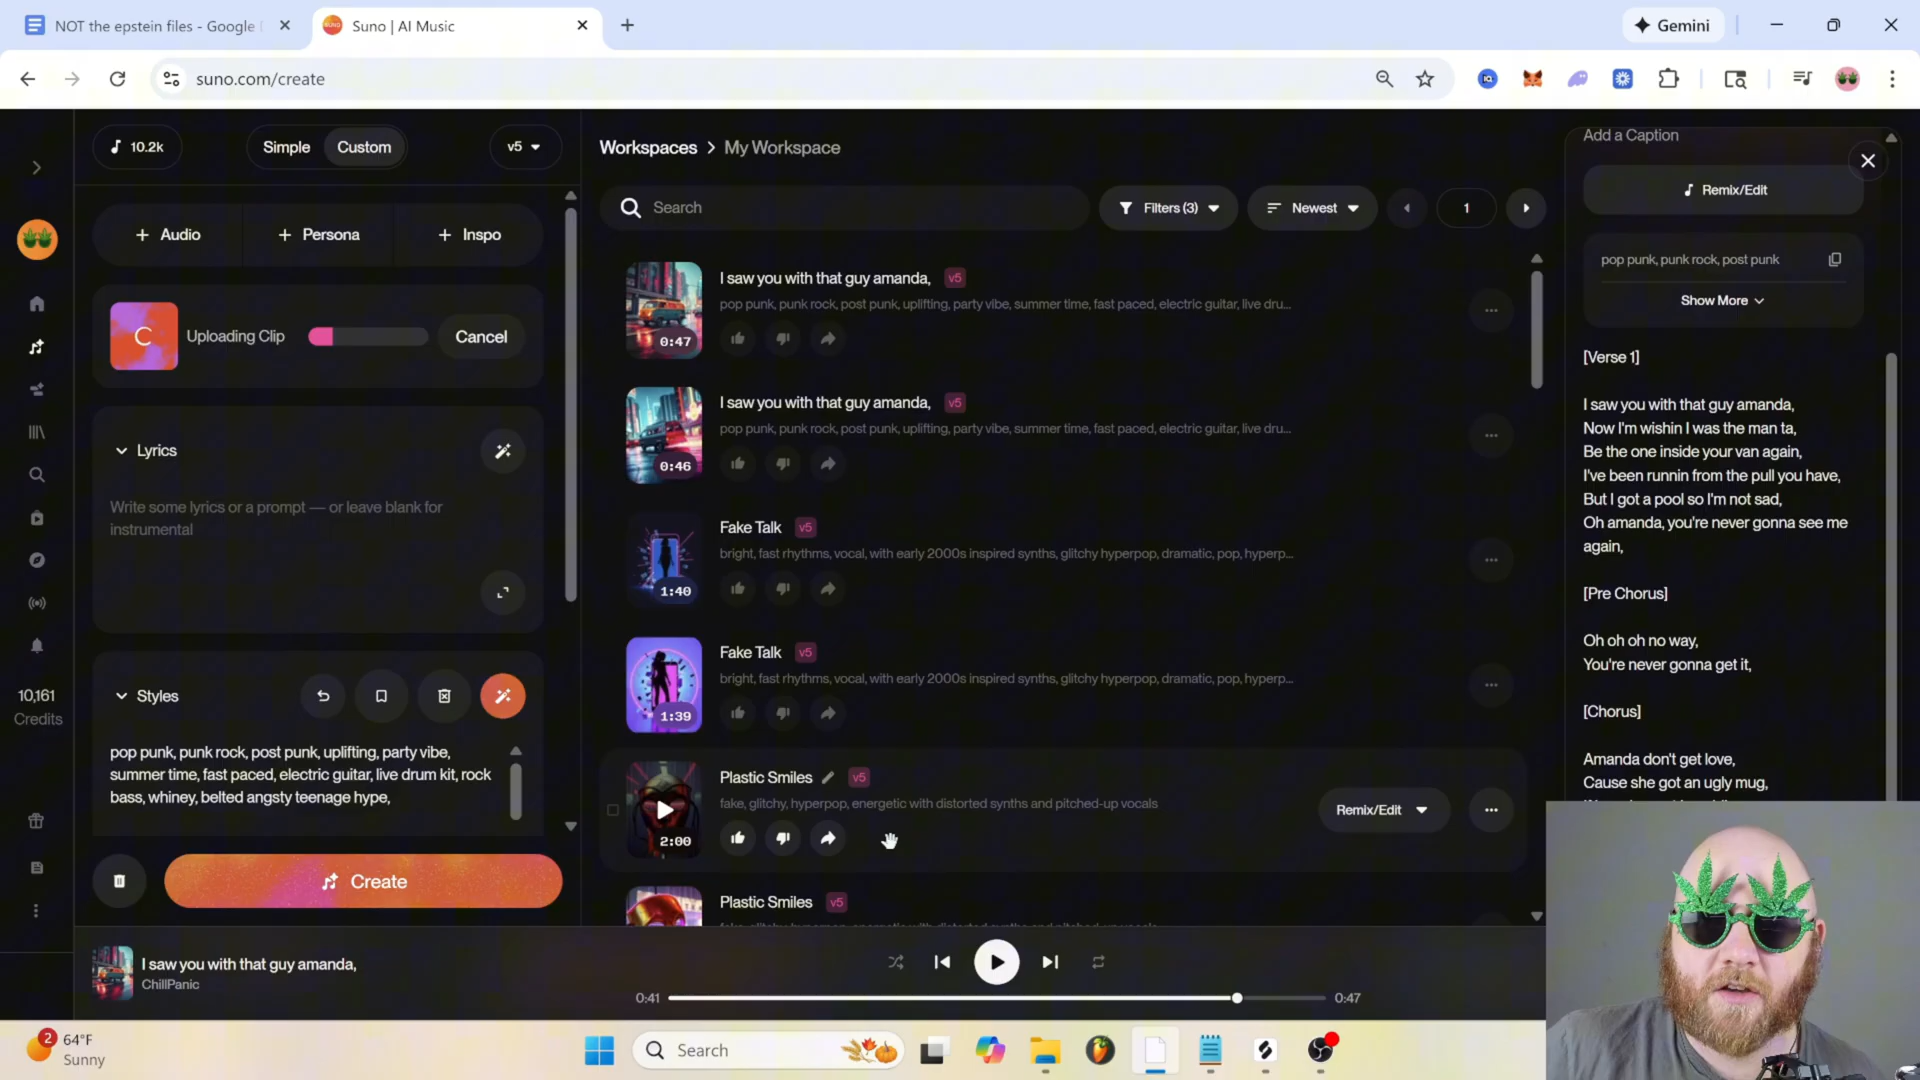 NOT the epstein files - Google
Suno | AI Music
Gemini
suno.com/create
10.2k
Simple
Custom
v5
Workspaces > My Workspace
Add a Caption
Search
Filters (3)
Newest
1
Remix/Edit
+ Audio
+ Persona
+ Inspo
Uploading Clip
Cancel
Lyrics
Write some lyrics or a prompt — or leave blank for
instrumental
10,161
Credits
Styles
pop punk, punk rock, post punk, uplifting, party vibe,
summer time, fast paced, electric guitar, live drum kit, rock
bass, whiney, belted angsty teenage hype,
Create
I saw you with that guy amanda,
v5
pop punk, punk rock, post punk, uplifting, party vibe, summer time, fast paced, electric guitar, live dru...
0:47
I saw you with that guy amanda,
v5
pop punk, punk rock, post punk, uplifting, party vibe, summer time, fast paced, electric guitar, live dru...
0:46
Fake Talk
v5
bright, fast rhythms, vocal, with early 2000s inspired synths, glitchy hyperpop, dramatic, pop, hyperp...
1:40
Fake Talk
v5
bright, fast rhythms, vocal, with early 2000s inspired synths, glitchy hyperpop, dramatic, pop, hyperp...
1:39
Plastic Smiles
v5
fake, glitchy, hyperpop, energetic with distorted synths and pitched-up vocals
2:00
Remix/Edit
Plastic Smiles
v5
pop punk, punk rock, post punk
Show More
[Verse 1]
I saw you with that guy amanda,
Now I'm wishin I was the man ta,
Be the one inside your van again,
I've been runnin from the pull you have,
But I got a pool so I'm not sad,
Oh amanda, you're never gonna see me
again,
[Pre Chorus]
Oh oh oh no way,
You're never gonna get it,
[Chorus]
Amanda don't get love,
Cause she got an ugly mug,
I saw you with that guy amanda,
ChillPanic
0:41
0:47
2
64°F
Sunny
Search